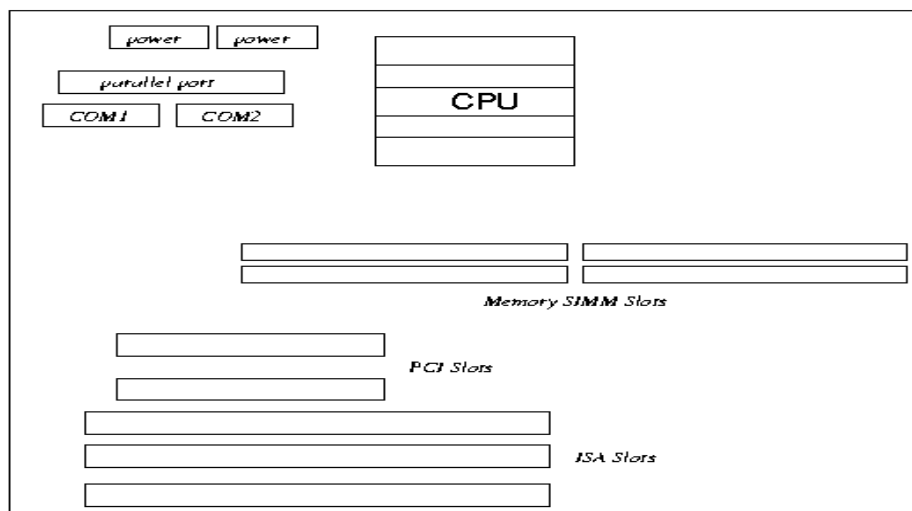 power power
parallel port
COM1 COM2
CPU
Memory SIMM Slots
PCI Slots
ISA Slots